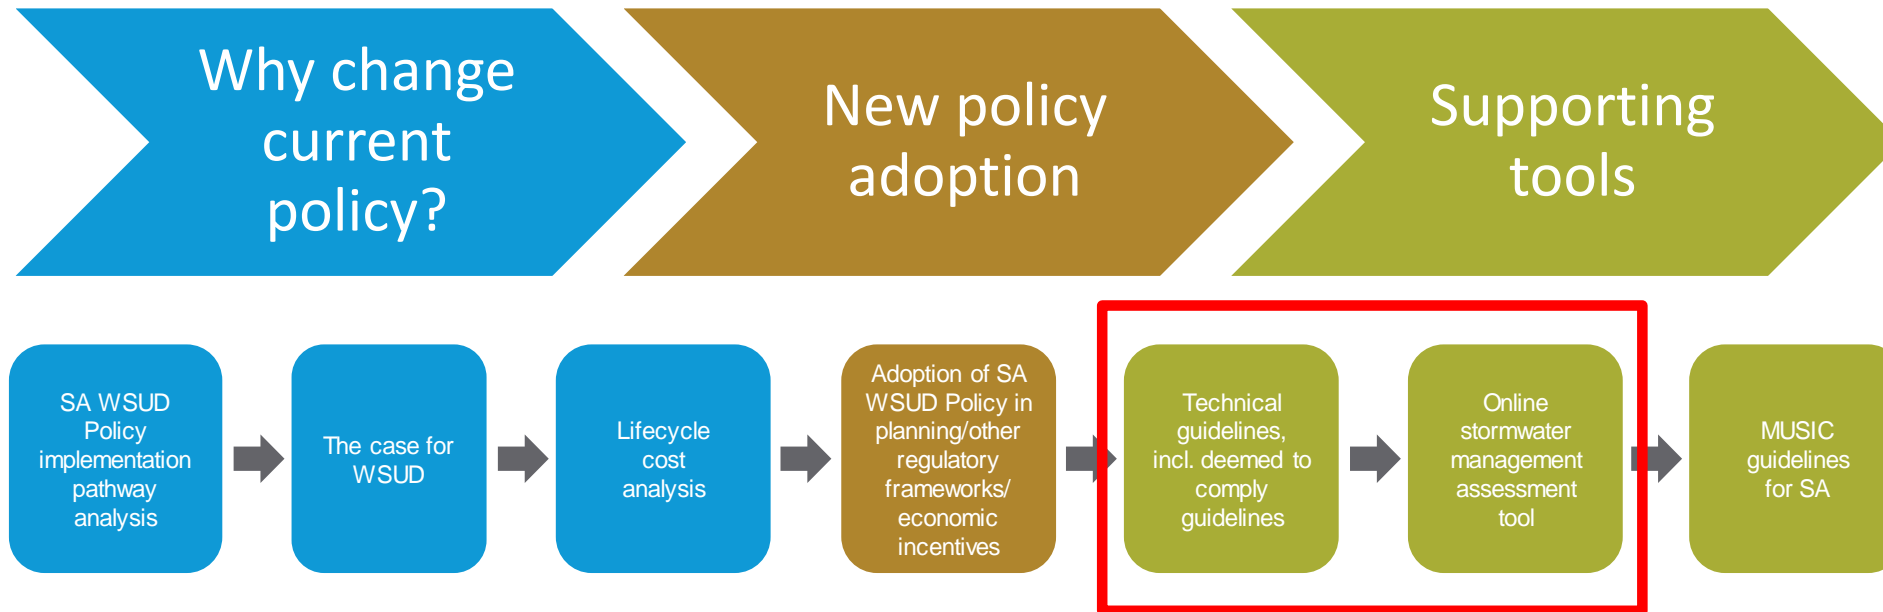 Why change
current
policy?
New policy
adoption
Supporting
tools
SA WSUD
Policy
implementation
pathway
analysis
The case for
WSUD
Lifecycle
cost
analysis
Adoption of SA
WSUD Policy in
planning/other
regulatory
frameworks/
economic
incentives
Technical
guidelines,
incl. deemed to
comply
guidelines
Online
stormwater
management
assessment
tool
MUSIC
guidelines
for SA